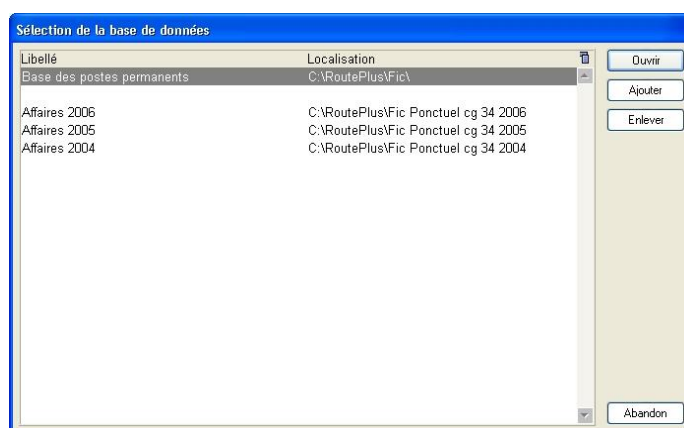 Sélection de la base de données
Libellé Localisation
Base des postes permanents C:\RoutePlus\Fic\
Affaires 2006 C:\RoutePlus\Fic Ponctuel cg 34 2006
Affaires 2005 C:\RoutePlus\Fic Ponctuel cg 34 2005
Affaires 2004 C:\RoutePlus\Fic Ponctuel cg 34 2004
Ouvrir
Ajouter
Enlever
Abandon